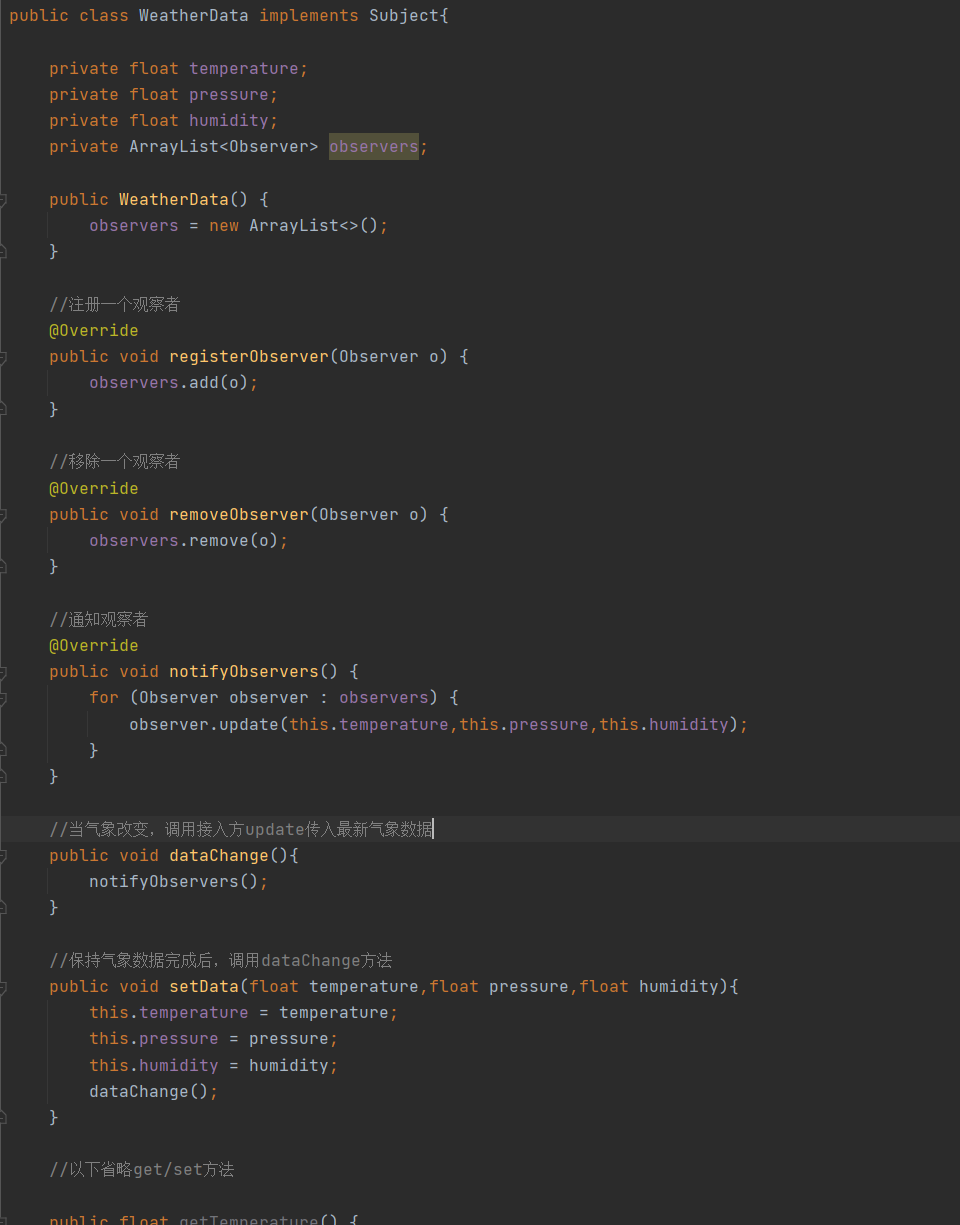 public class WeatherData implements Subject{
private float temperature;
private float pressure;
private float humidity;
private ArrayList<Observer> observers;
public WeatherData() {
observers = new ArrayList<>();
}
//注册一个观察者
@Override
public void registerObserver(Observer o) {
observers.add(o);
}
//移除一个观察者
@Override
public void removeObserver(Observer o) {
observers.remove(o);
}
//通知观察者
@Override
public void notifyObservers() {
for (Observer observer : observers) {
observer.update(this.temperature,this.pressure,this.humidity);
}
}
//当气象改变，调用接入方update传入最新气象数据
public void dataChange(){
notifyObservers();
}
//保持气象数据完成后，调用dataChange方法
public void setData(float temperature,float pressure,float humidity){
this.temperature = temperature;
this.pressure = pressure;
this.humidity = humidity;
dataChange();
}
//以下省略get/set方法
public float getTemperature() {